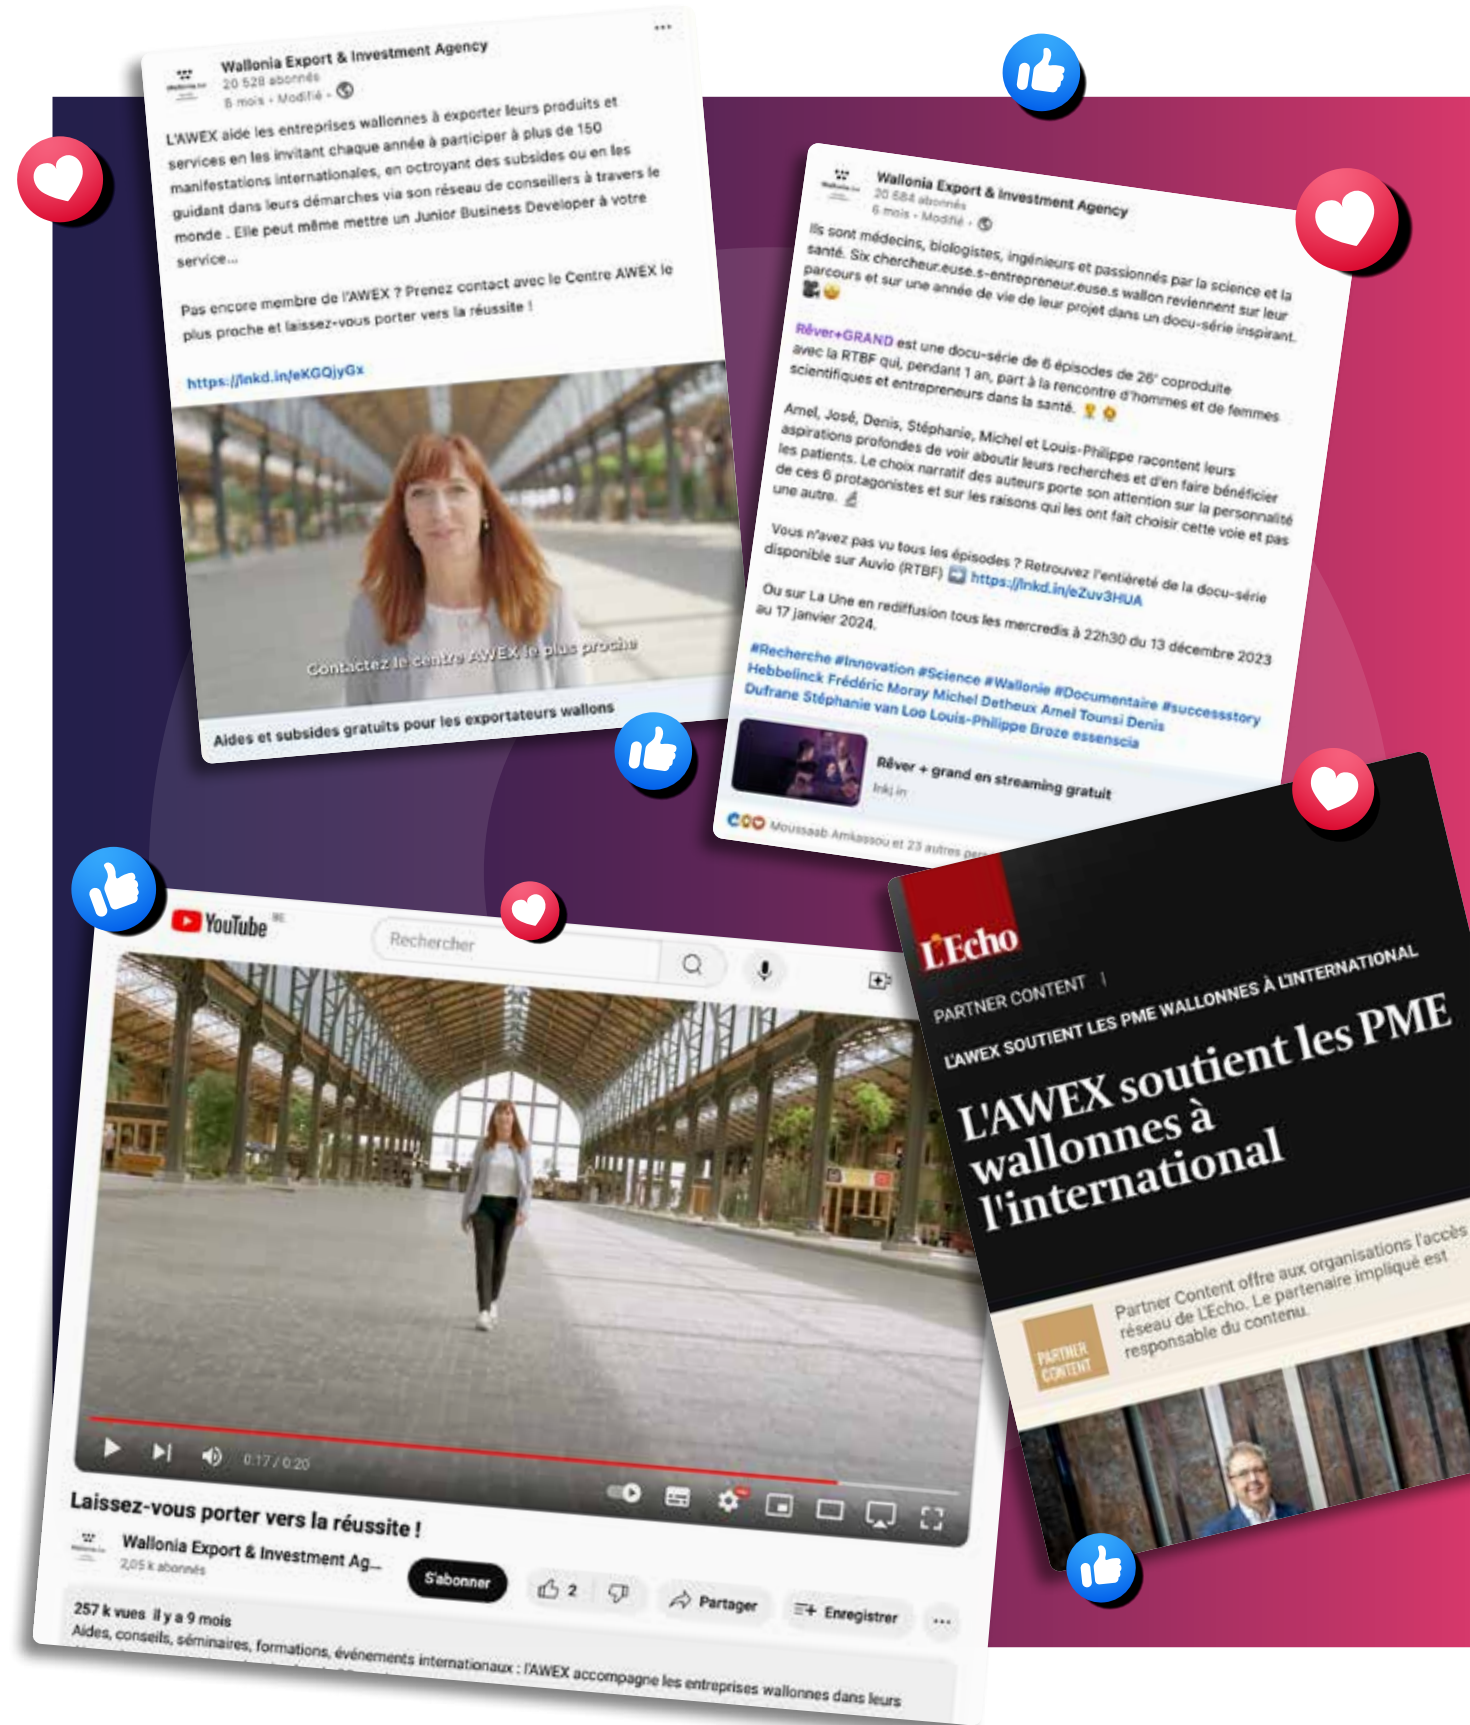 Wallonia Export & Investment Agency
20 528 abonnés
6 mois • Modifié •
L'AWEX aide les entreprises wallonnes à exporter leurs produits et
services en les invitant chaque année à participer à plus de 150
manifestations internationales, en octroyant des subsides ou en les
guidant dans leurs démarches via son réseau de conseillers à travers le
monde . Elle peut même mettre un Junior Business Developer à votre
service...
Pas encore membre de l'AWEX ? Prenez contact avec le Centre AWEX le
plus proche et laissez-vous porter vers la réussite !
https://lnkd.in/eKGQjyGx
Contactez le centre AWEX le plus proche
Aides et subsides gratuits pour les exportateurs wallons
Wallonia Export & Investment Agency
20 684 abonnés
6 mois • Modifié •
Ils sont médecins, biologistes, ingénieurs et passionnés par la science et la
santé. Six chercheur.euse.s-entrepreneur.euse.s wallon reviennent sur leur
parcours et sur une année de vie de leur projet dans un docu-série inspirant.
Rêver+GRAND est une docu-série de 6 épisodes de 26' coproduite
avec la RTBF qui, pendant 1 an, part à la rencontre d'hommes et de femmes
scientifiques et entrepreneurs dans la santé.
Amel, José, Denis, Stéphanie, Michel et Louis-Philippe racontent leurs
aspirations profondes de voir aboutir leurs recherches et d'en faire bénéficier
les patients. Le choix narratif des auteurs porte son attention sur la personnalité
de ces 6 protagonistes et sur les raisons qui les ont fait choisir cette voie et pas
une autre.
Vous n'avez pas vu tous les épisodes ? Retrouvez l'entièreté de la docu-série
disponible sur Auvio (RTBF) https://lnkd.in/eZuv3HUA
Ou sur La Une en rediffusion tous les mercredis à 22h30 du 13 décembre 2023
au 17 janvier 2024.
#Recherche #Innovation #Science #Wallonie #Documentaire #successstory
Hebbelinck Frédéric Moray Michel Detheux Amel Tounsi Denis
Dufrane Stéphanie van Loo Louis-Philippe Broze essenscia
Rêver + grand en streaming gratuit
lnkj.in
Moussaab Amkassou et 23 autres per
YouTube BE
Rechercher
0:17 / 0:20
Laissez-vous porter vers la réussite !
Wallonia Export & Investment Ag...
2,05 k abonnés
S'abonner
2
Partager
Enregistrer
257 k vues il y a 9 mois
Aides, conseils, séminaires, formations, événements internationaux : l'AWEX accompagne les entreprises wallonnes dans leurs
L'Echo
PARTNER CONTENT |
L'AWEX SOUTIENT LES PME WALLONNES À L'INTERNATIONAL
L'AWEX soutient les PME
wallonnes à
l'international
PARTNER
CONTENT
Partner Content offre aux organisations l'accès
réseau de L'Echo. Le partenaire impliqué est
responsable du contenu.